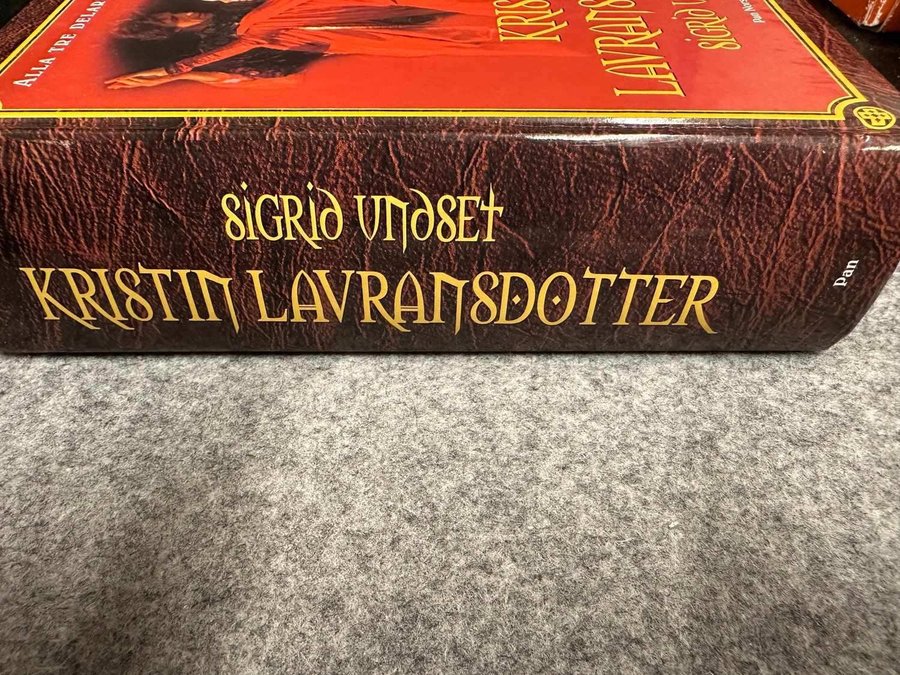 ALLA TRE DELAR
SIGRID UNDSET
KRISTIN LAVRANSDOTTER
Pan